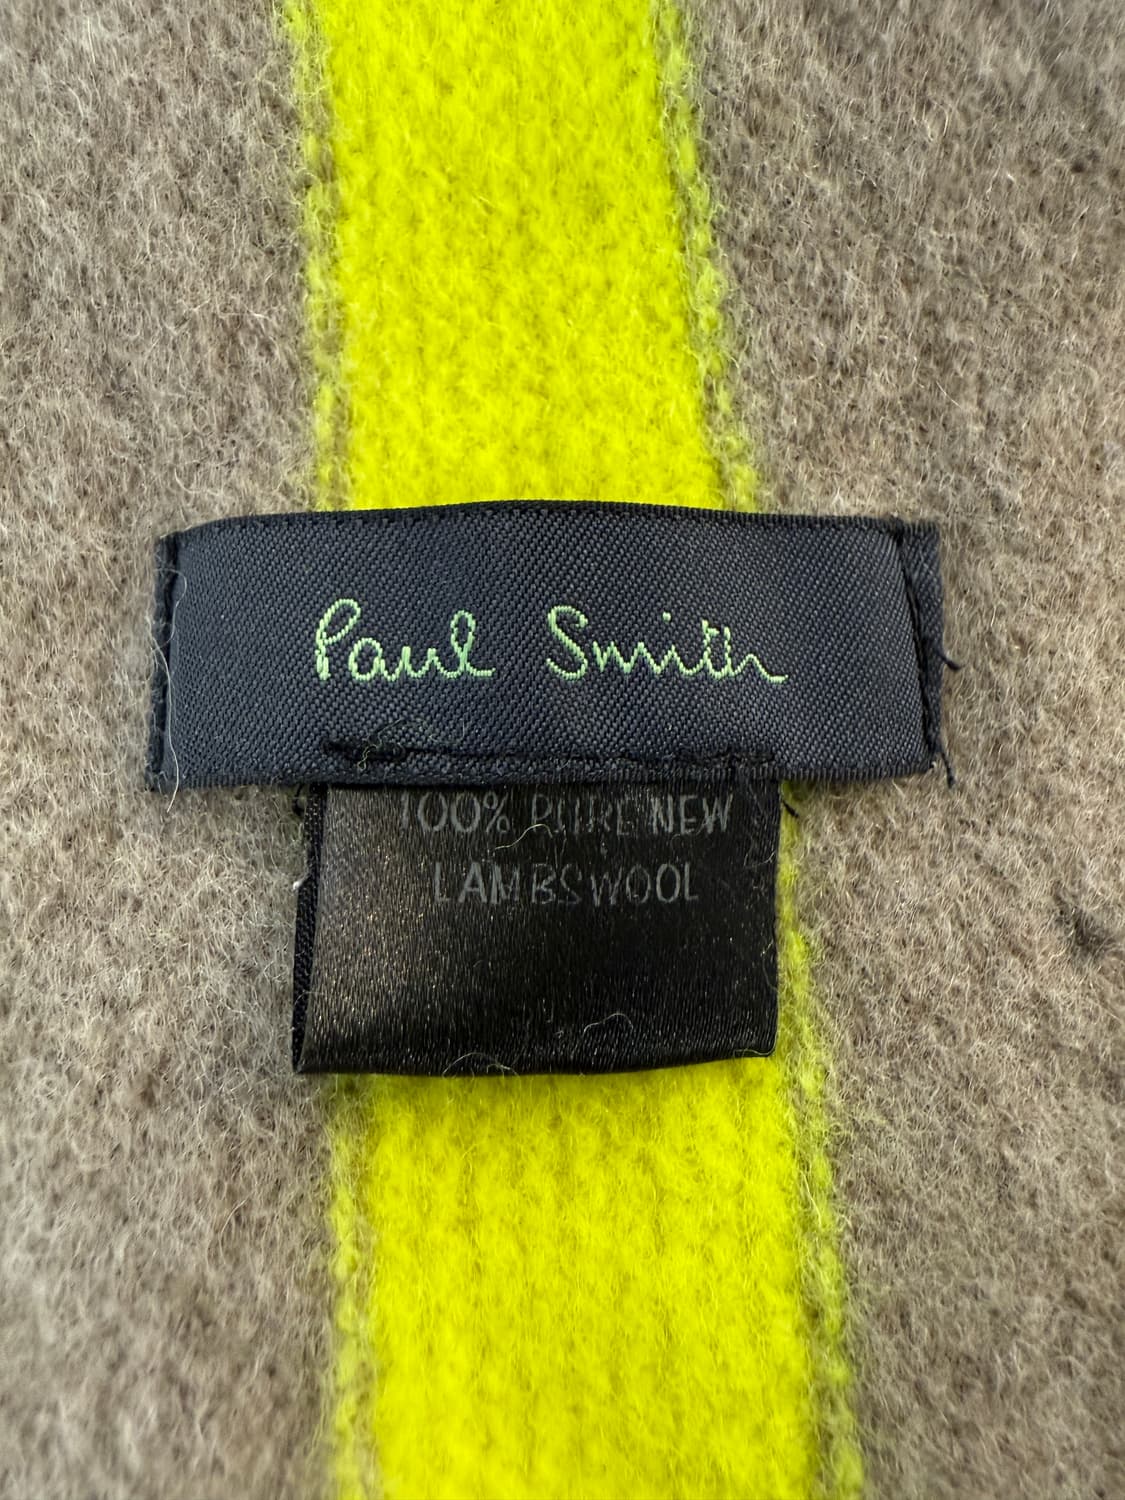 Paul Smith
100% PURE NEW
LAMBSWOOL